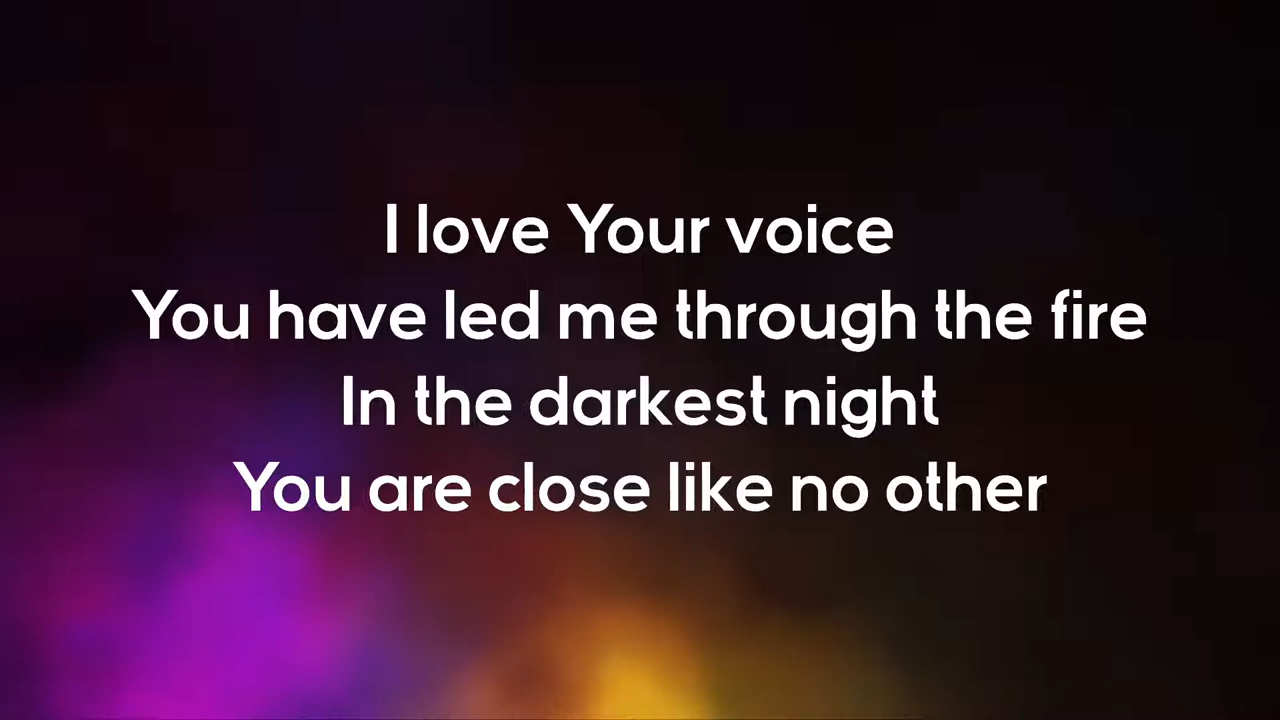 I love Your voice
You have led me through the fire
In the darkest night
You are close like no other